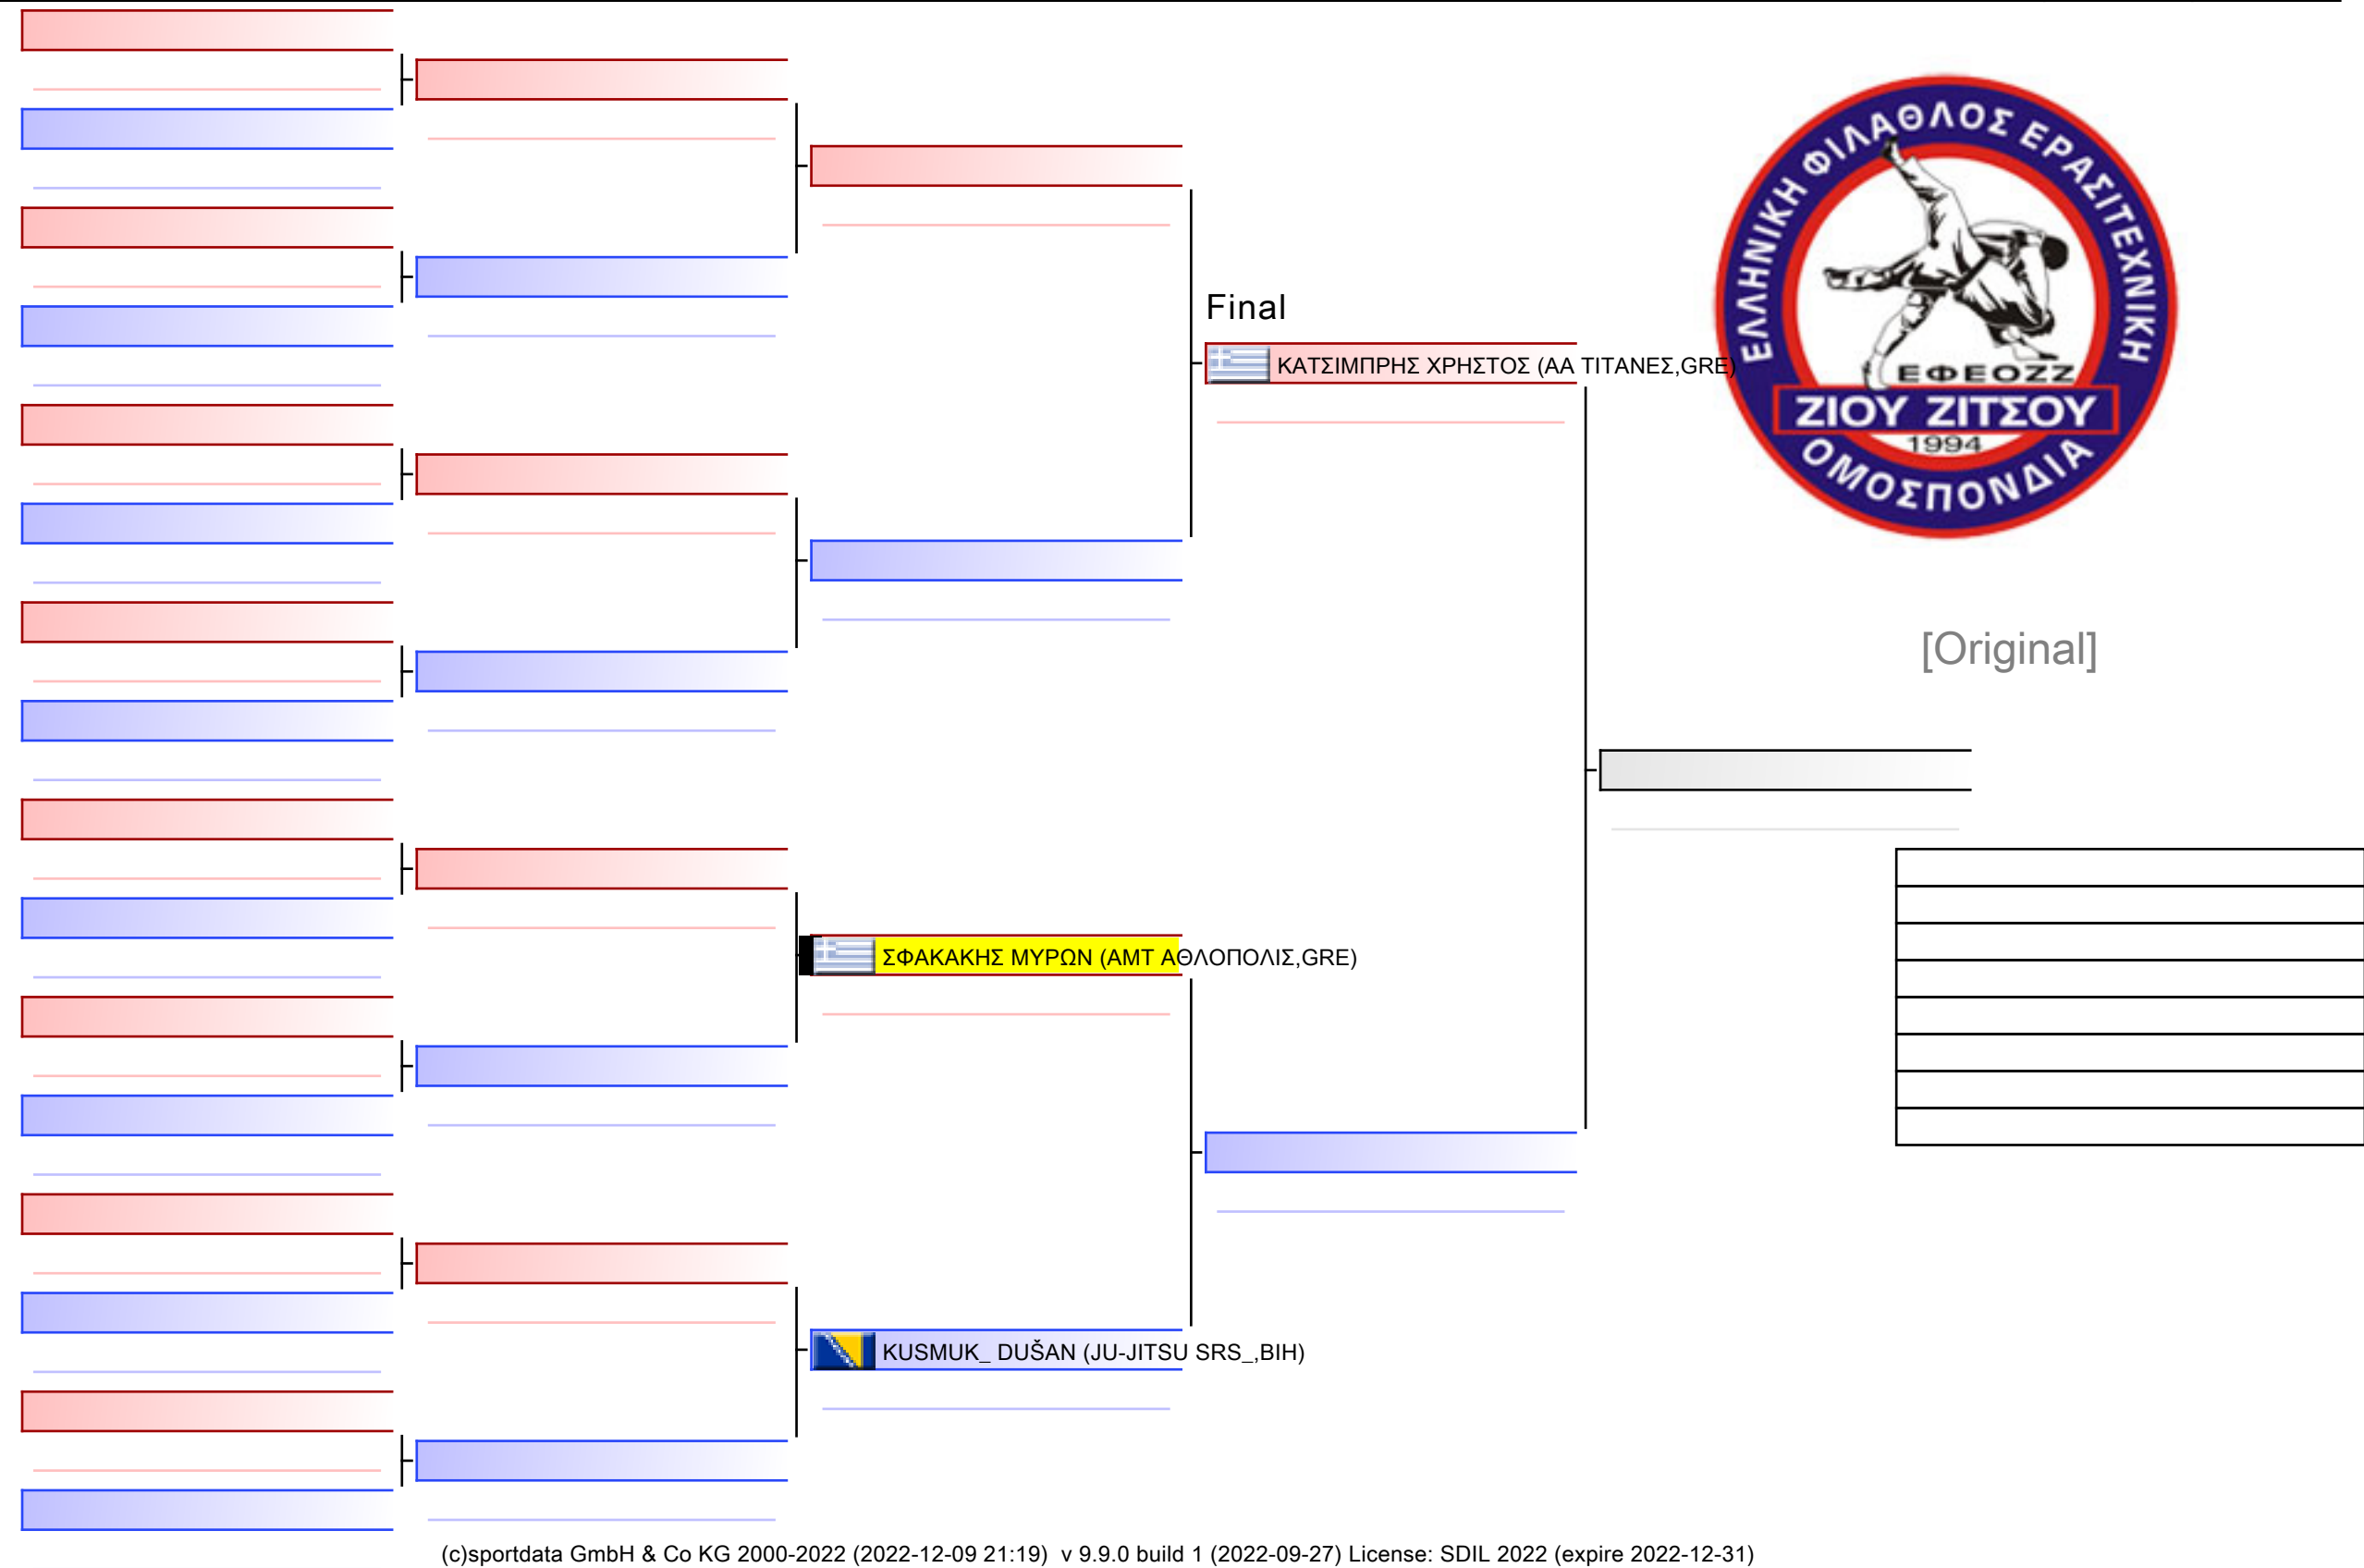 ΕΛΛΗΝΙΚΗ ΦΙΛΑΘΛΟΣ ΕΡΑΣΙΤΕΧΝΙΚΗ
Final
ΚΑΤΣΙΜΠΡΗΣ ΧΡΗΣΤΟΣ (ΑΑ ΤΙΤΑΝΕΣ,GRE)
ΕΦΕΟΖΖ
ΖΙΟΥ ΖΙΤΣΟΥ
1994
ΟΜΟΣΠΟΝΔΙΑ
[Original]
ΣΦΑΚΑΚΗΣ ΜΥΡΩΝ (ΑΜΤ ΑΘΛΟΠΟΛΙΣ,GRE)
KUSMUK_ DUŠAN (JU-JITSU SRS_,BIH)
(c)sportdata GmbH & Co KG 2000-2022 (2022-12-09 21:19) v 9.9.0 build 1 (2022-09-27) License: SDIL 2022 (expire 2022-12-31)